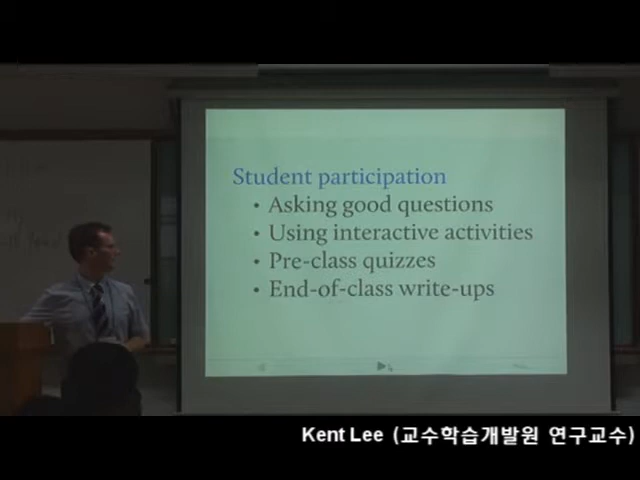 Student participation
• Asking good questions
• Using interactive activities
• Pre-class quizzes
• End-of-class write-ups
Kent Lee (교수학습개발원 연구교수)